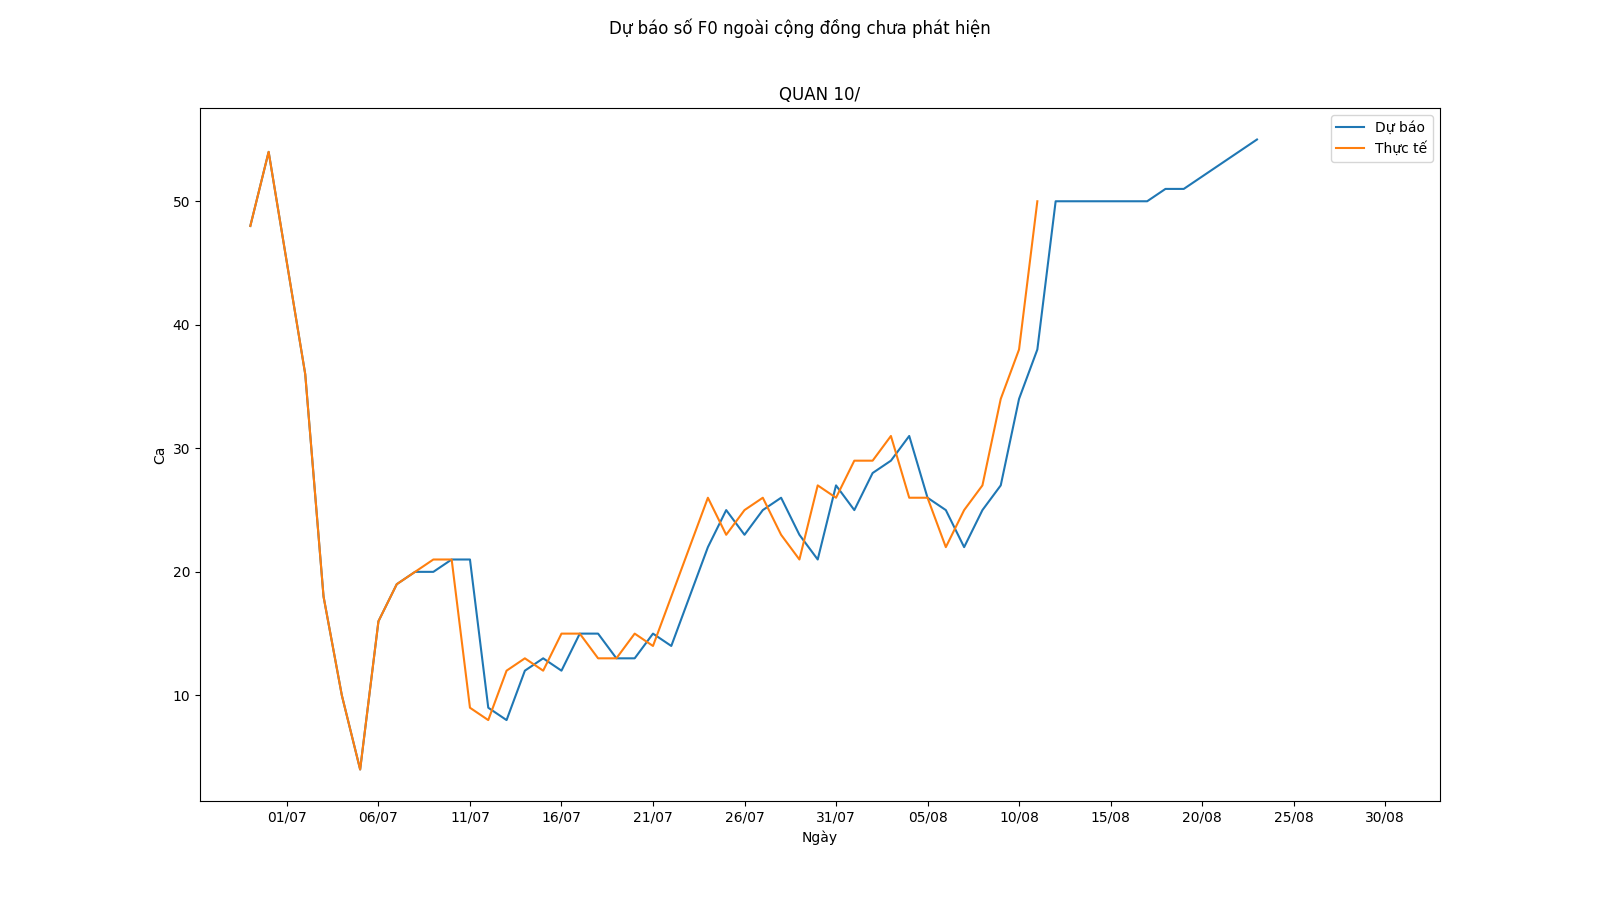 Dự báo số F0 ngoài cộng đồng chưa phát hiện
QUAN 10/
Dự báo
Thực tế
50
40
30
20
10
Ca
01/07 06/07 11/07 16/07 21/07 26/07 31/07 05/08 10/08 15/08 20/08 25/08 30/08
Ngày